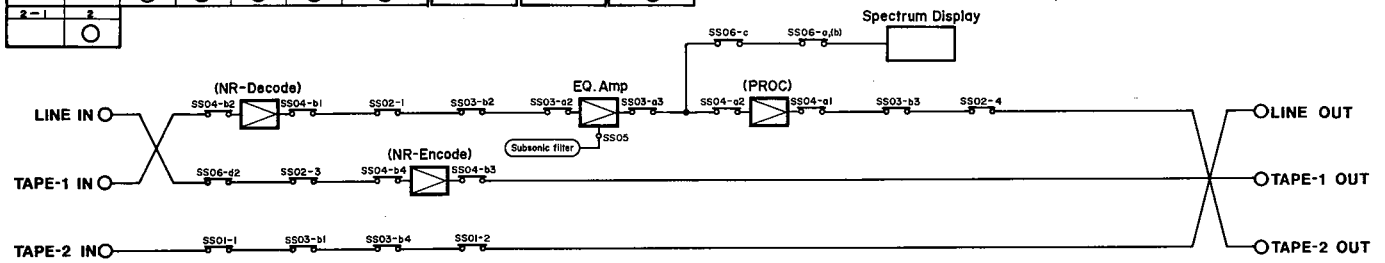 2-1 2
Spectrum Display
SS06-c SS06-a,(b)
(NR-Decode) EQ. Amp (PROC)
LINE IN SS04-b2 SS04-b1 SS02-1 SS03-b2 SS03-a2 SS03-a3 SS04-a2 SS04-a1 SS03-b3 SS02-4 LINE OUT
SS05
Subsonic filter
(NR-Encode)
TAPE-1 IN SS06-d2 SS02-3 SS04-b4 SS04-b3 TAPE-1 OUT
TAPE-2 IN SS01-1 SS03-b1 SS03-b4 SS01-2 TAPE-2 OUT